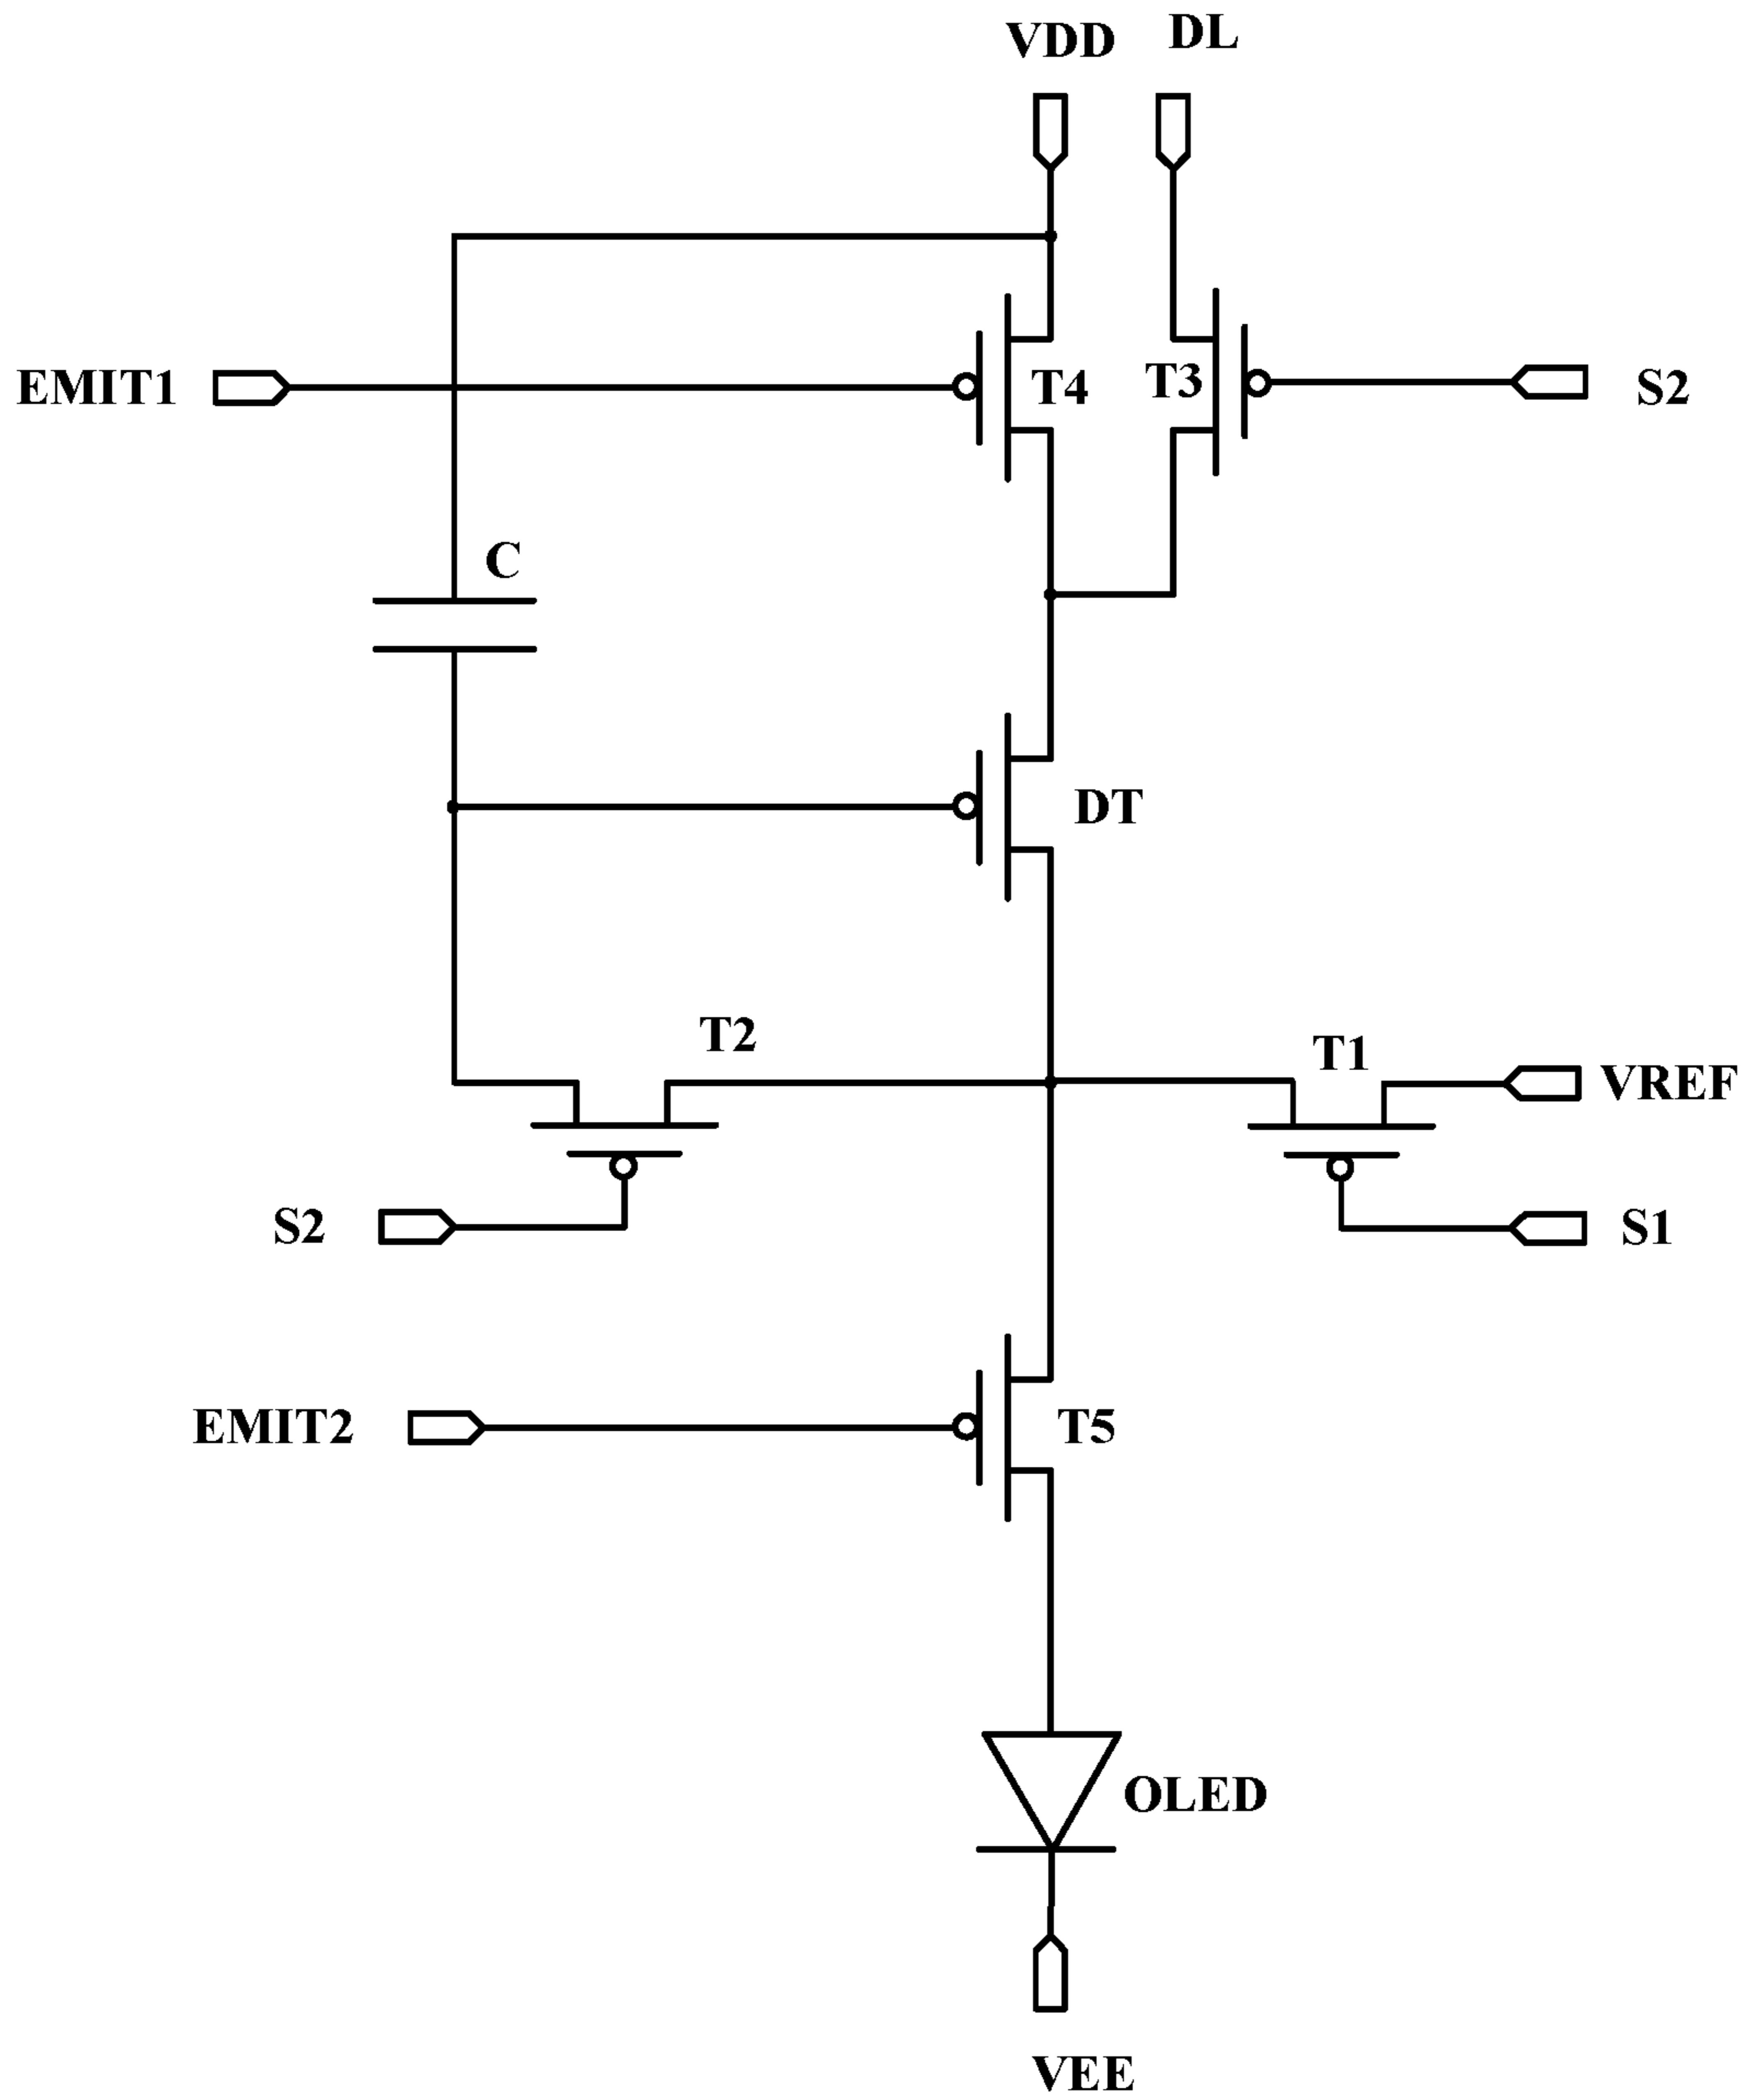 VDD
DL
EMIT1
T4
T3
S2
C
DT
T2
T1
VREF
S2
S1
EMIT2
T5
OLED
VEE